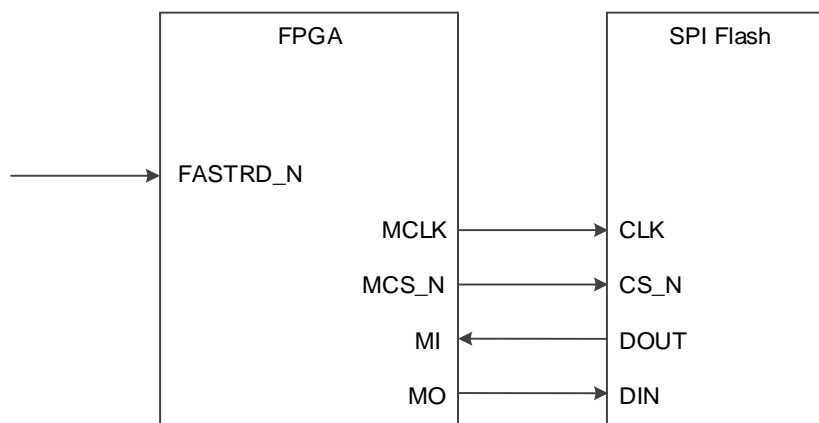 FPGA
SPI Flash
FASTRD_N
MCLK
CLK
MCS_N
CS_N
MI
DOUT
MO
DIN